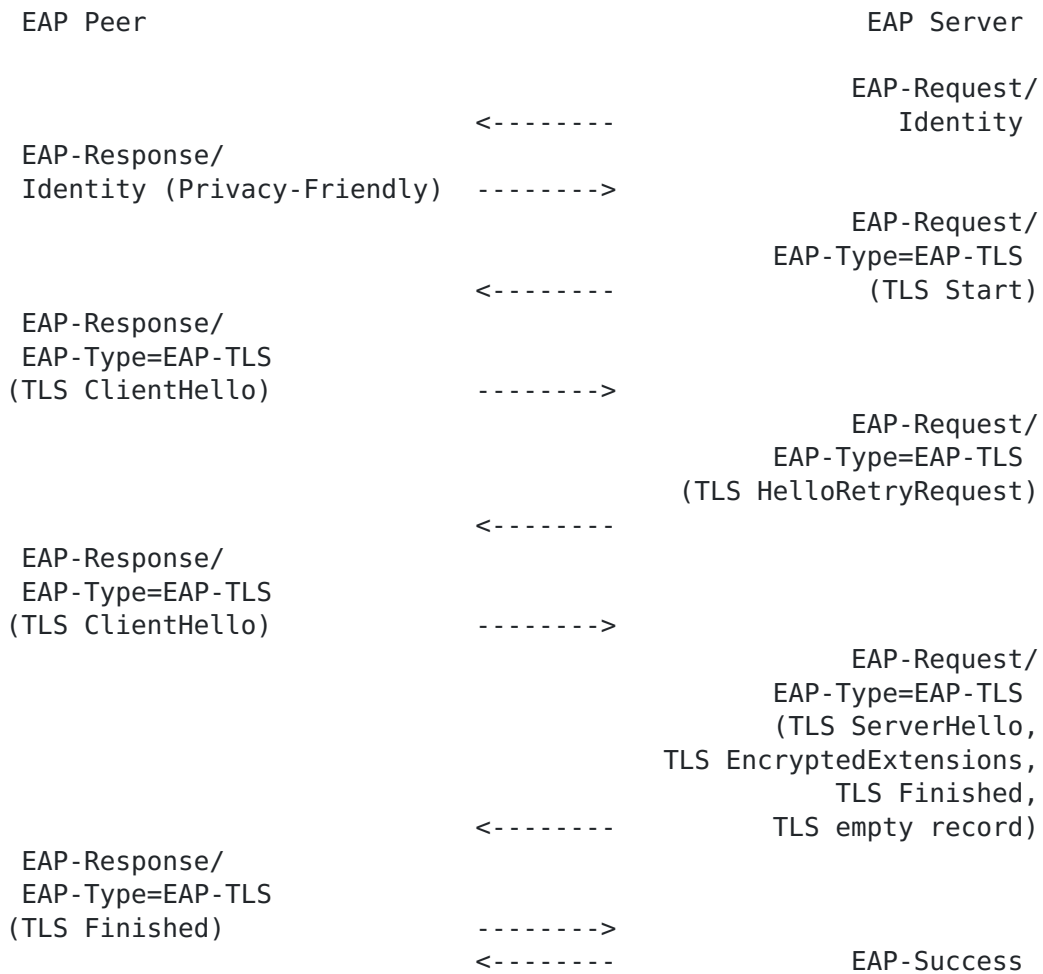 EAP Peer                                                EAP Server

                                                      EAP-Request/
                              <--------                  Identity
EAP-Response/
Identity (Privacy-Friendly)   -------->
                                                      EAP-Request/
                                                 EAP-Type=EAP-TLS
                              <--------                (TLS Start)
EAP-Response/
EAP-Type=EAP-TLS
(TLS ClientHello)             -------->
                                                      EAP-Request/
                                                 EAP-Type=EAP-TLS
                                           (TLS HelloRetryRequest)
                              <--------
EAP-Response/
EAP-Type=EAP-TLS
(TLS ClientHello)             -------->
                                                      EAP-Request/
                                                 EAP-Type=EAP-TLS
                                                 (TLS ServerHello,
                                          TLS EncryptedExtensions,
                                                     TLS Finished,
                              <--------          TLS empty record)
EAP-Response/
EAP-Type=EAP-TLS
(TLS Finished)                -------->
                              <--------               EAP-Success